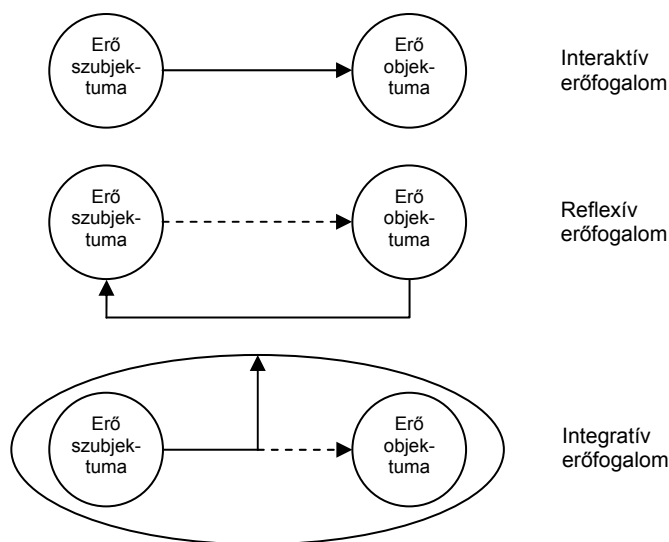 Erő
szubjek-
tuma
Erő
objek-
tuma
Interaktív
erőfogalom
Erő
szubjek-
tuma
Erő
objek-
tuma
Reflexív
erőfogalom
Erő
szubjek-
tuma
Erő
objek-
tuma
Integratív
erőfogalom